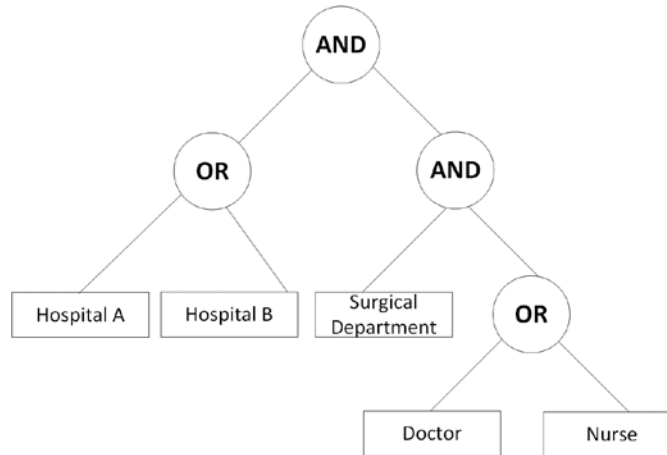 AND
OR
AND
Hospital A
Hospital B
Surgical
Department
OR
Doctor
Nurse